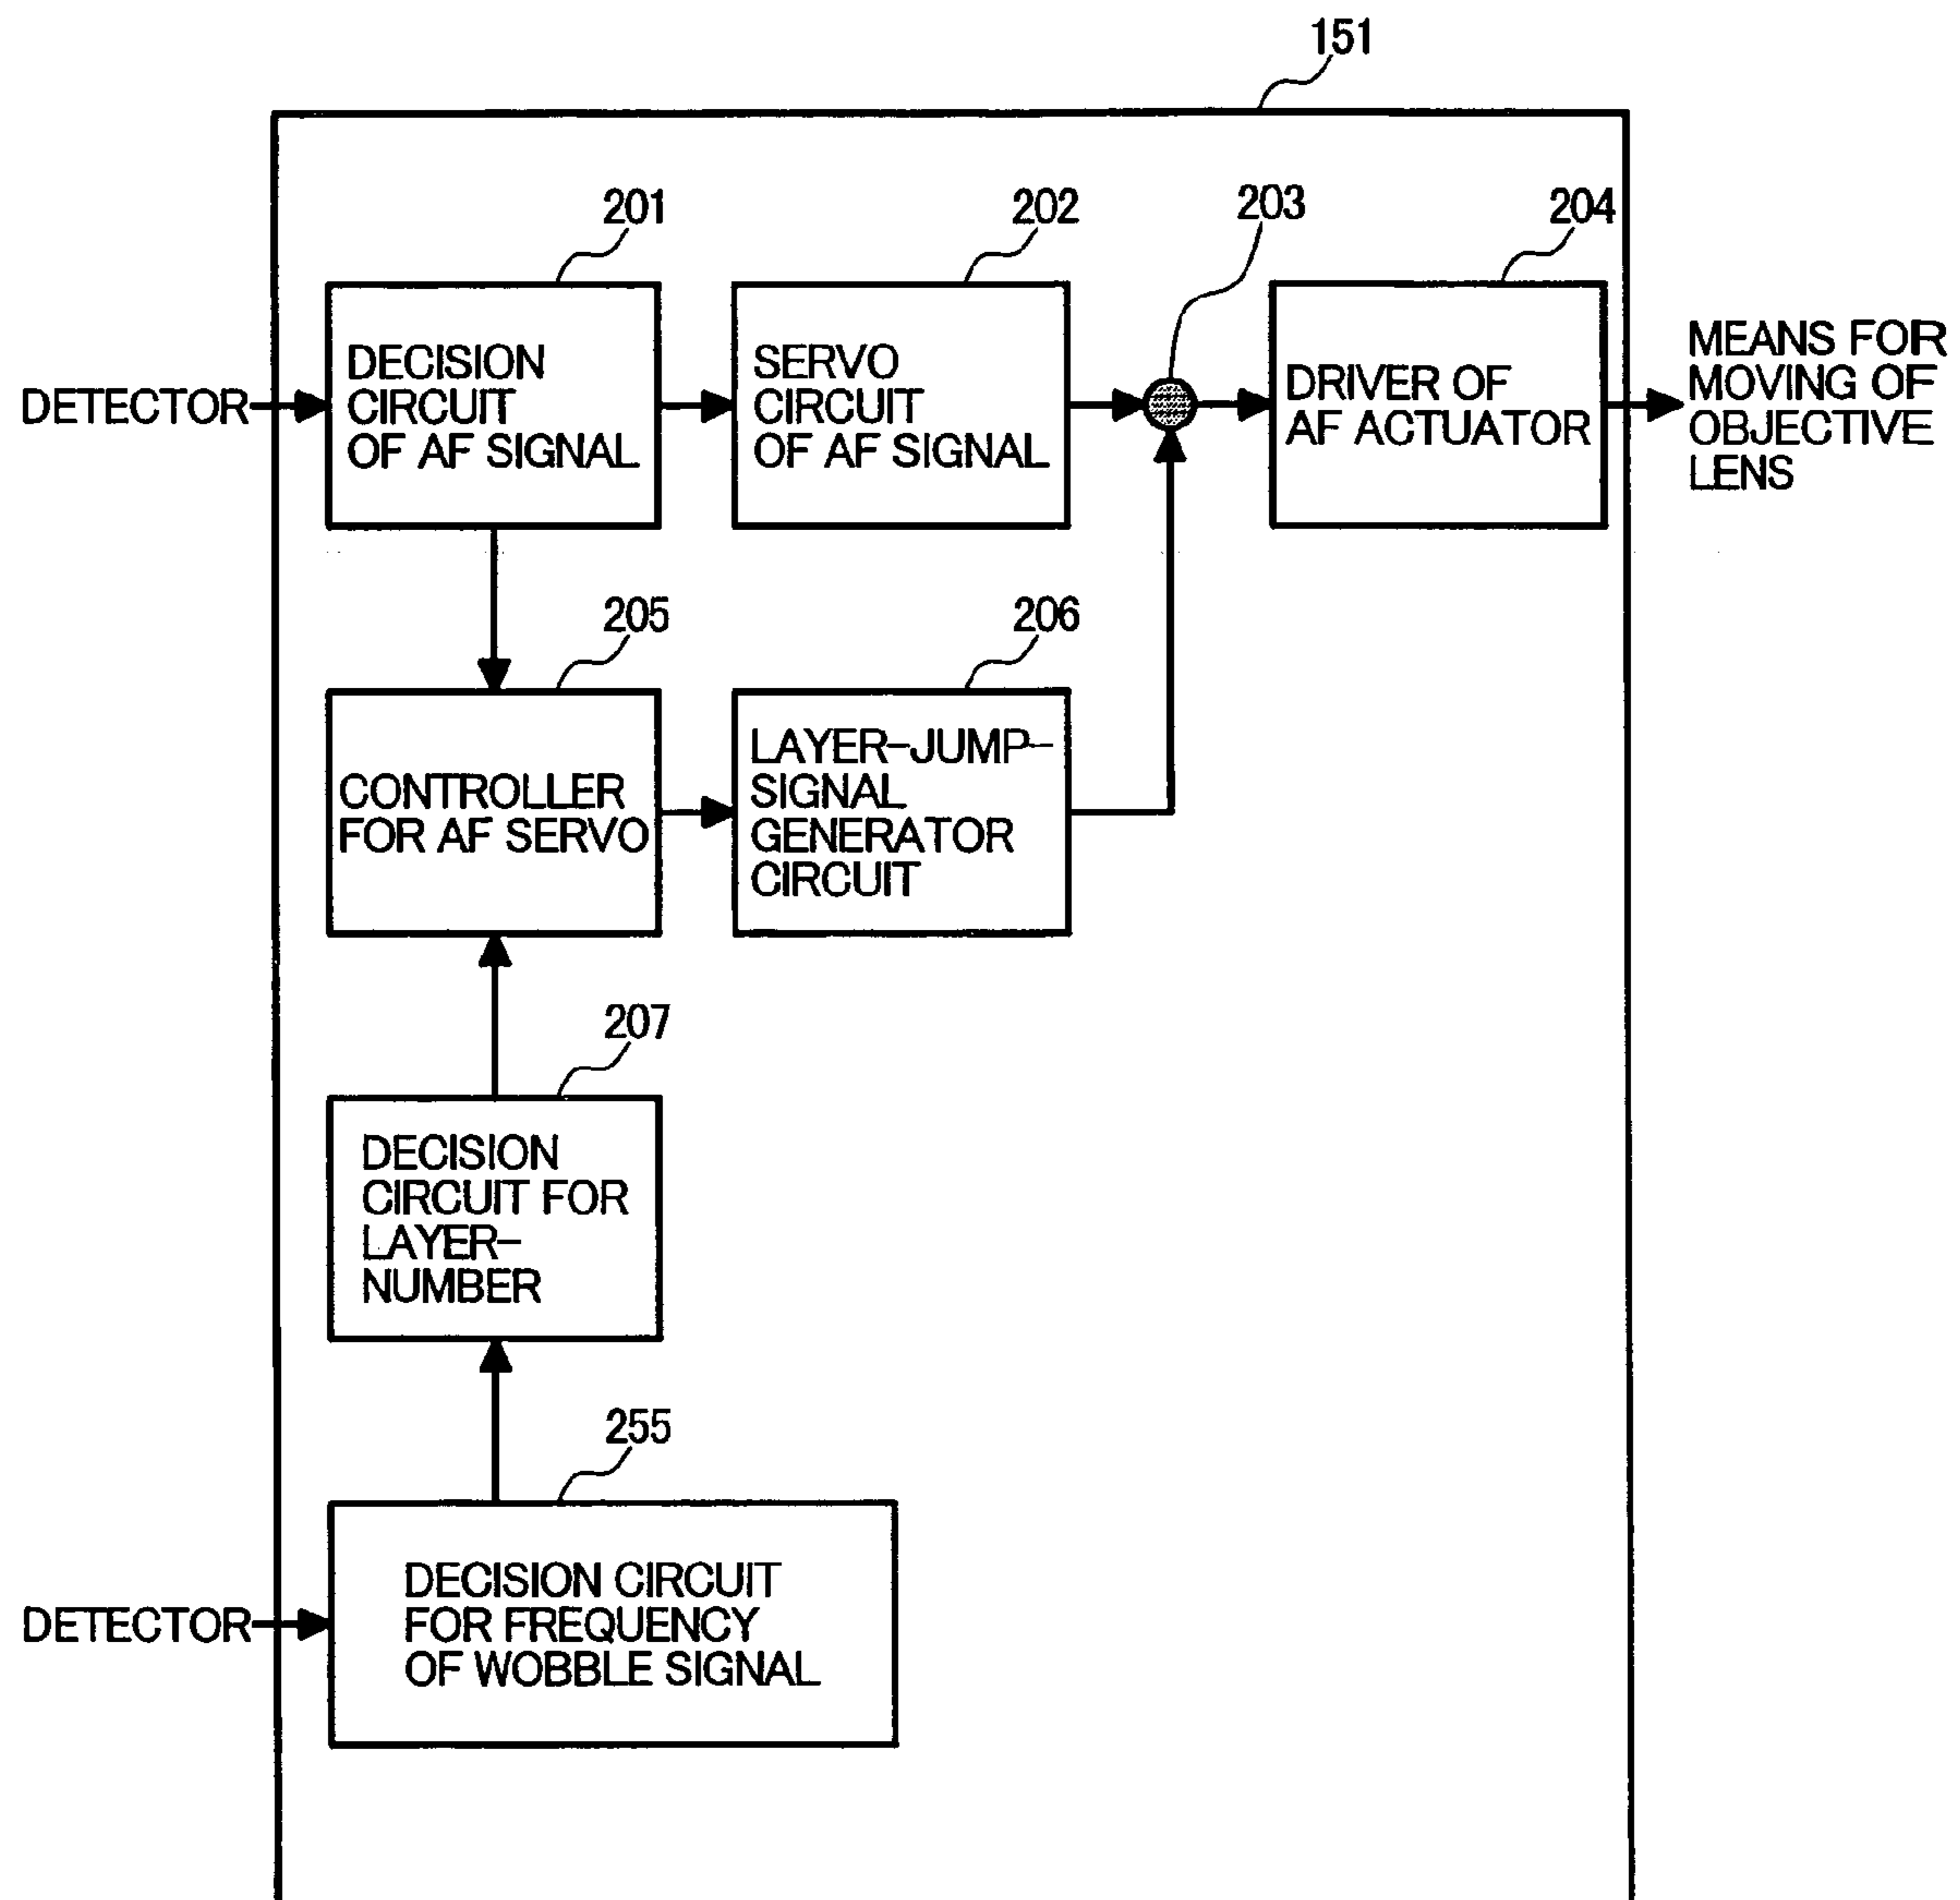 151
201
202
203
204
DETECTOR
DECISION
CIRCUIT
OF AF SIGNAL
SERVO
CIRCUIT
OF AF SIGNAL
DRIVER OF
AF ACTUATOR
MEANS FOR
MOVING OF
OBJECTIVE
LENS
205
206
CONTROLLER
FOR AF SERVO
LAYER-JUMP-
SIGNAL
GENERATOR
CIRCUIT
207
DECISION
CIRCUIT FOR
LAYER-
NUMBER
255
DETECTOR
DECISION CIRCUIT
FOR FREQUENCY
OF WOBBLE SIGNAL